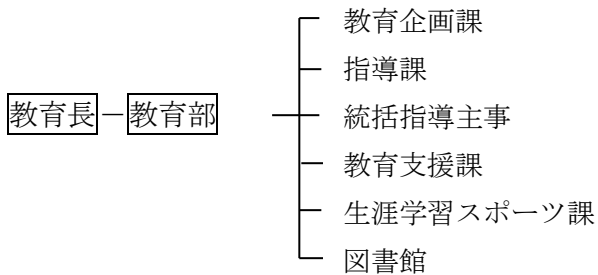 教育企画課
指導課
教育長－教育部
統括指導主事
教育支援課
生涯学習スポーツ課
図書館